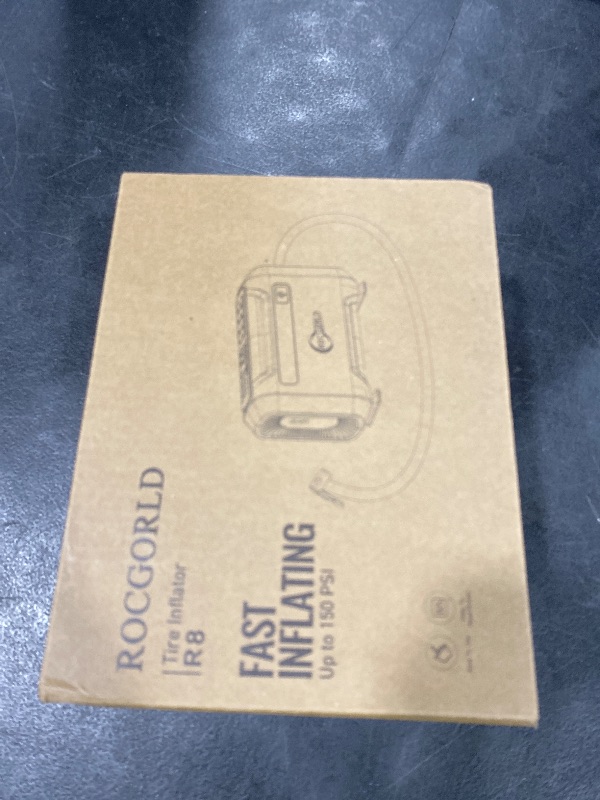 ROCGORLD
Tire Inflator
R8
FAST
INFLATING
Up to 150 PSI